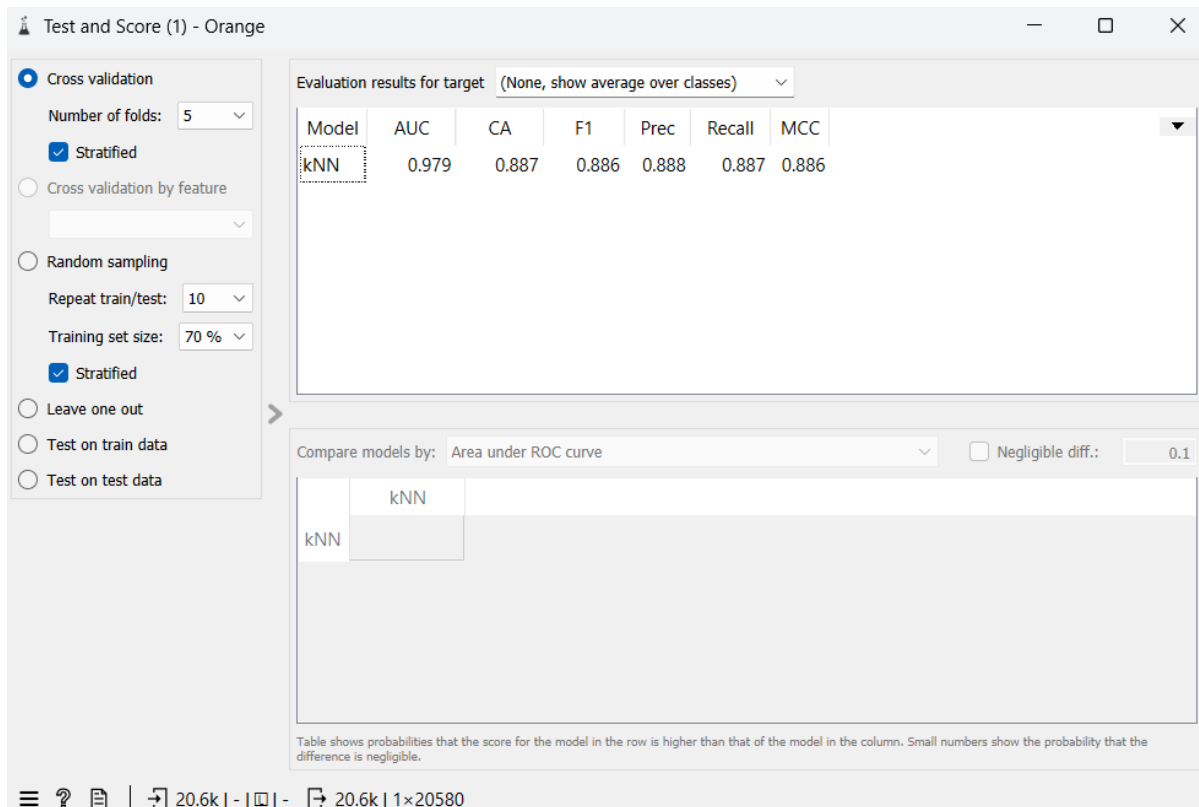 Test and Score (1) - Orange
Cross validation
Number of folds: 5
Stratified
Cross validation by feature
Random sampling
Repeat train/test: 10
Training set size: 70 %
Stratified
Leave one out
Test on train data
Test on test data
Evaluation results for target (None, show average over classes)
Model AUC CA F1 Prec Recall MCC
kNN 0.979 0.887 0.886 0.888 0.887 0.886
Compare models by: Area under ROC curve Negligible diff.: 0.1
kNN
kNN
Table shows probabilities that the score for the model in the row is higher than that of the model in the column. Small numbers show the probability that the
difference is negligible.
? 20.6k | - | - 20.6k | 1×20580